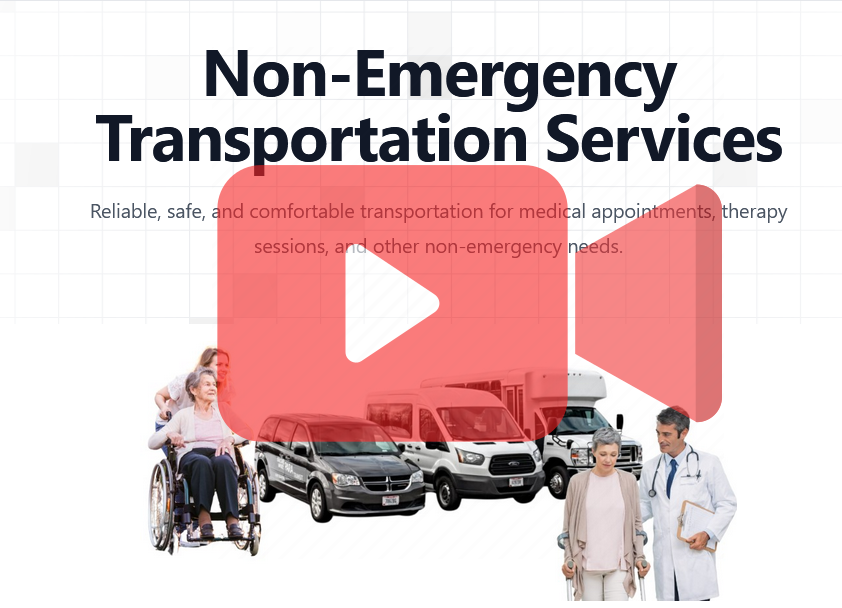 Non-Emergency
Transportation Services
Reliable, safe, and comfortable transportation for medical appointments, therapy
sessions, and other non-emergency needs.